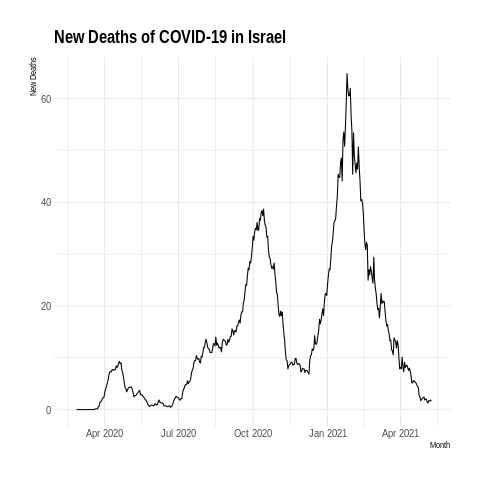 New Deaths of COVID-19 in Israel
New Deaths
60
40
20
0
Apr 2020 Jul 2020 Oct 2020 Jan 2021 Apr 2021
Month